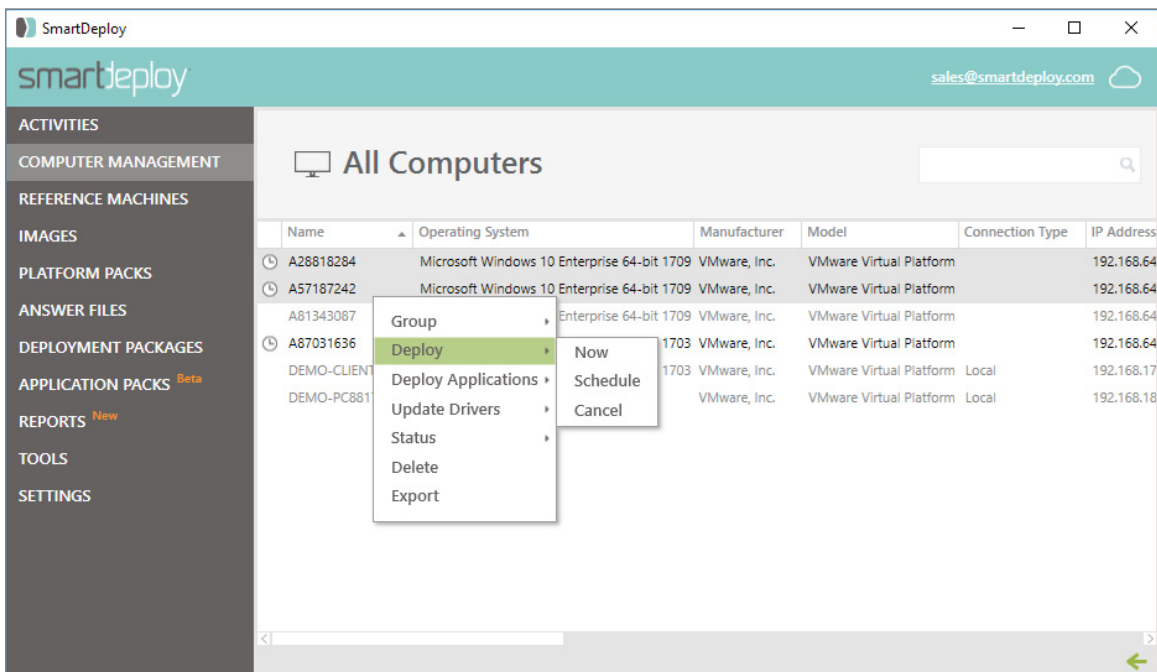 SmartDeploy
smartdeploy
sales@smartdeploy.com
ACTIVITIES
COMPUTER MANAGEMENT
REFERENCE MACHINES
IMAGES
PLATFORM PACKS
ANSWER FILES
DEPLOYMENT PACKAGES
APPLICATION PACKS Beta
REPORTS New
TOOLS
SETTINGS
All Computers
Name Operating System Manufacturer Model Connection Type IP Address
A28818284 Microsoft Windows 10 Enterprise 64-bit 1709 VMware, Inc. VMware Virtual Platform 192.168.64
A57187242 Microsoft Windows 10 Enterprise 64-bit 1709 VMware, Inc. VMware Virtual Platform 192.168.64
A81343087 Enterprise 64-bit 1709 VMware, Inc. VMware Virtual Platform 192.168.64
A87031636 1703 VMware, Inc. VMware Virtual Platform 192.168.64
DEMO-CLIENT 1703 VMware, Inc. VMware Virtual Platform Local 192.168.17
DEMO-PC881 VMware, Inc. VMware Virtual Platform Local 192.168.18
Group
Deploy
Deploy Applications
Update Drivers
Status
Delete
Export
Now
Schedule
Cancel